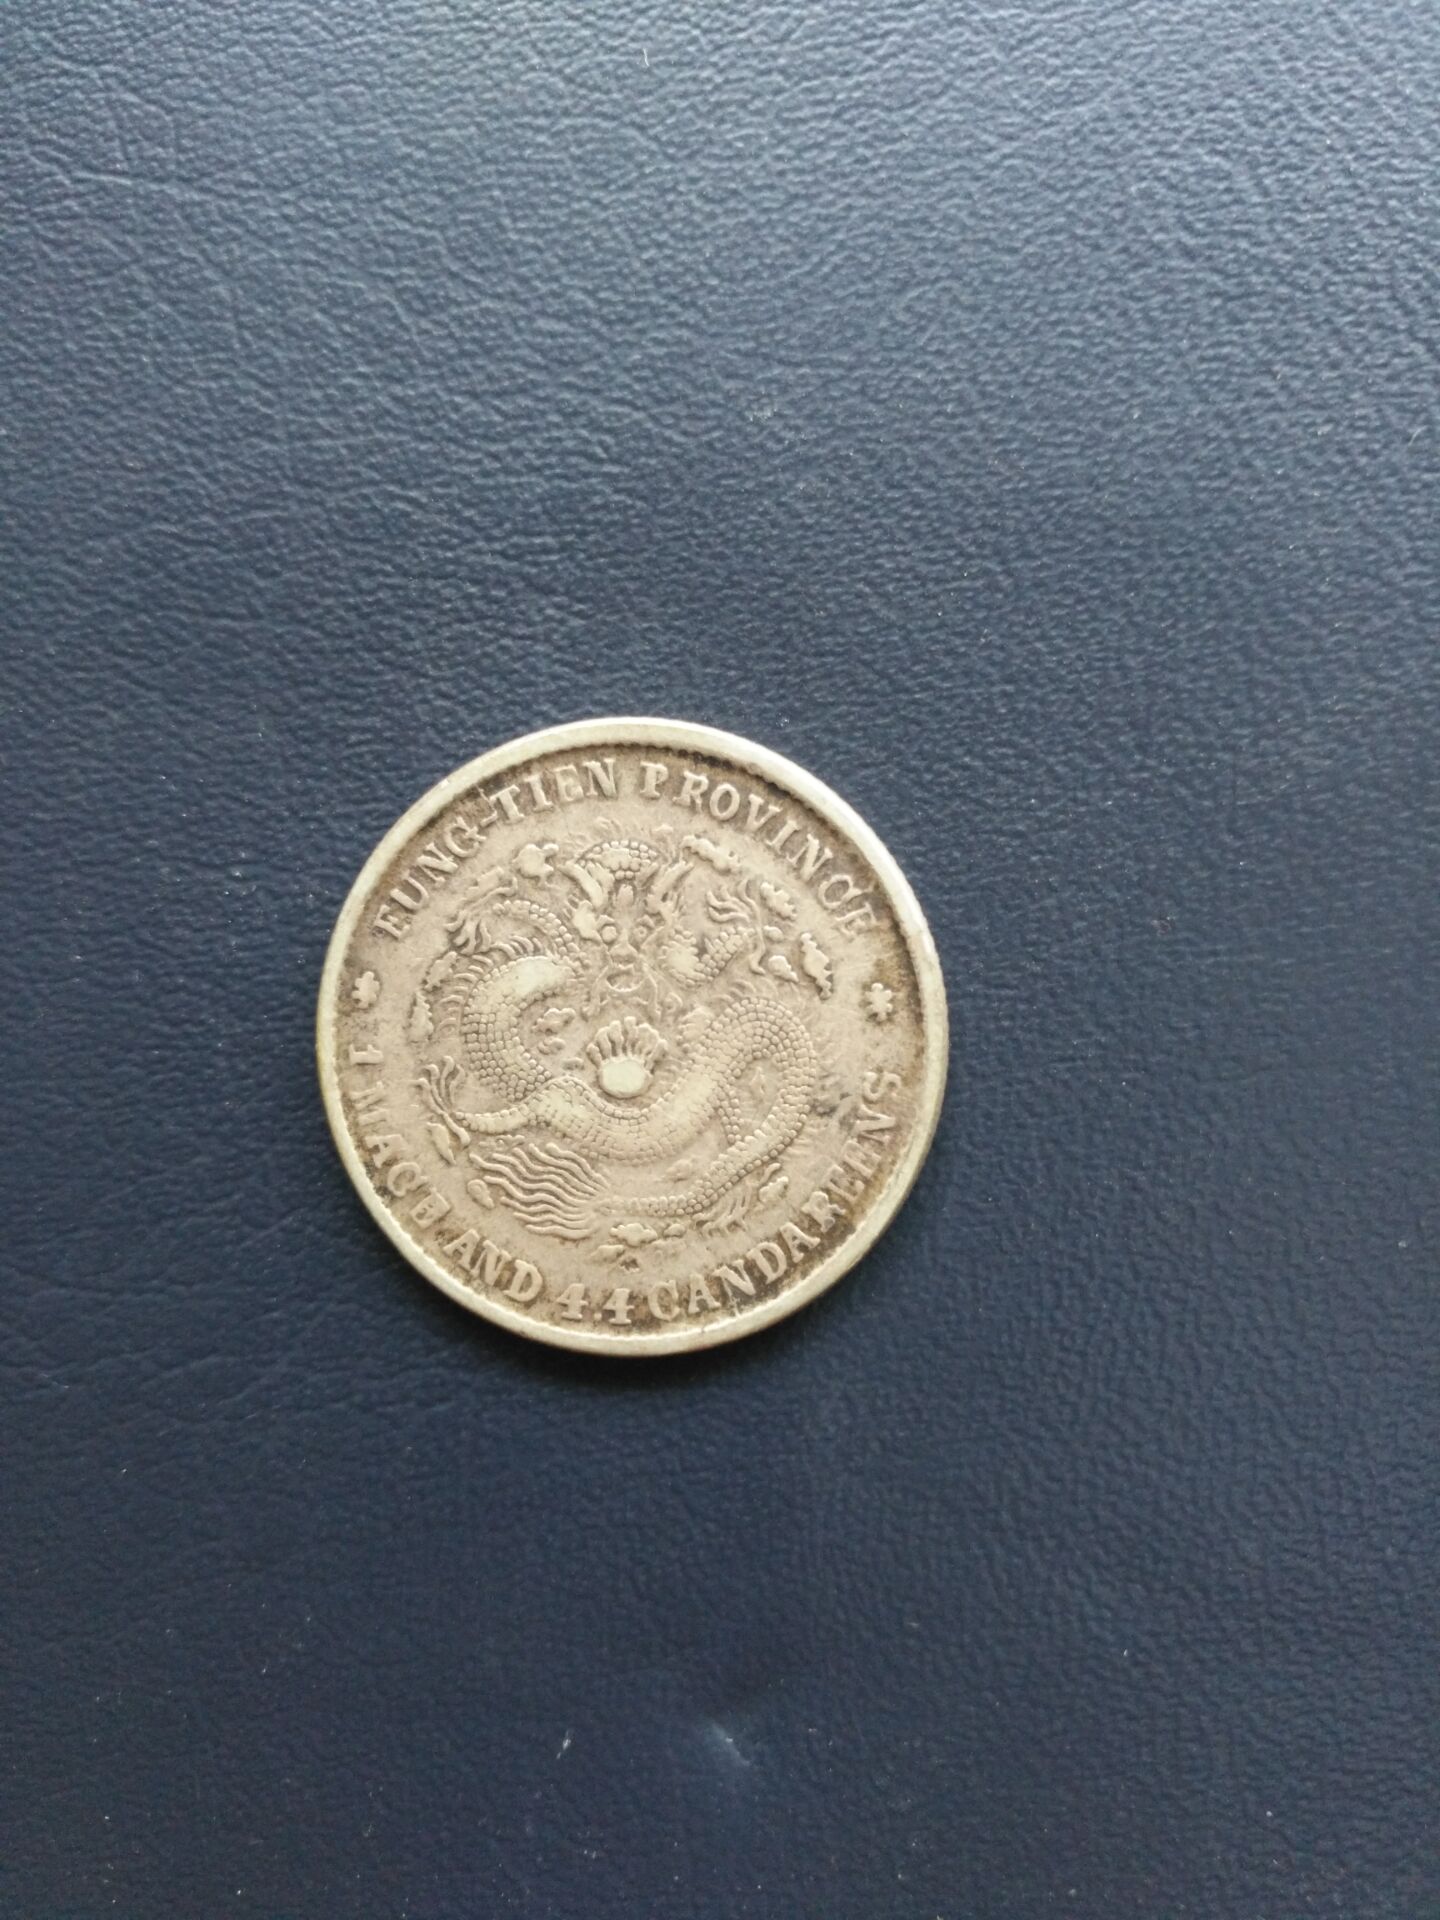 FUNG-TIEN PROVINCE
1 MACE AND 4.4 CANDAREENS